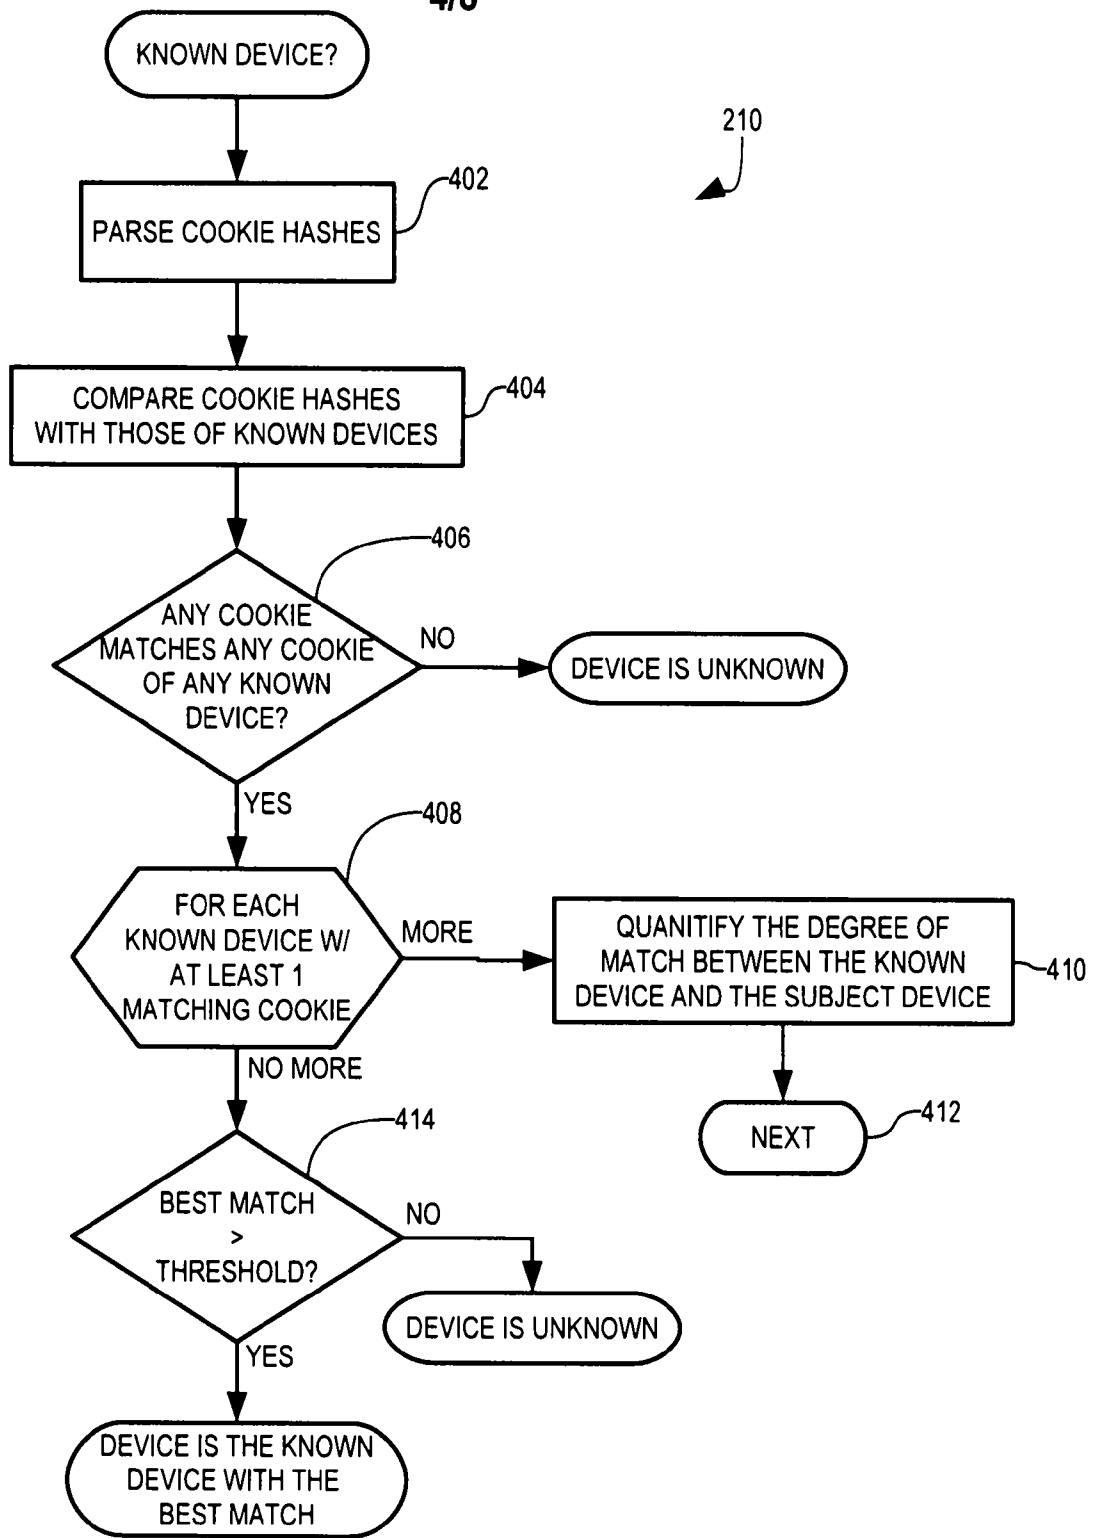 KNOWN DEVICE?
210
402
PARSE COOKIE HASHES
404
COMPARE COOKIE HASHES
WITH THOSE OF KNOWN DEVICES
406
ANY COOKIE
MATCHES ANY COOKIE
OF ANY KNOWN
DEVICE?
NO
DEVICE IS UNKNOWN
YES
408
FOR EACH
KNOWN DEVICE W/
AT LEAST 1
MATCHING COOKIE
MORE
QUANITIFY THE DEGREE OF
MATCH BETWEEN THE KNOWN
DEVICE AND THE SUBJECT DEVICE
410
NO MORE
412
NEXT
414
BEST MATCH
>
THRESHOLD?
NO
DEVICE IS UNKNOWN
YES
DEVICE IS THE KNOWN
DEVICE WITH THE
BEST MATCH